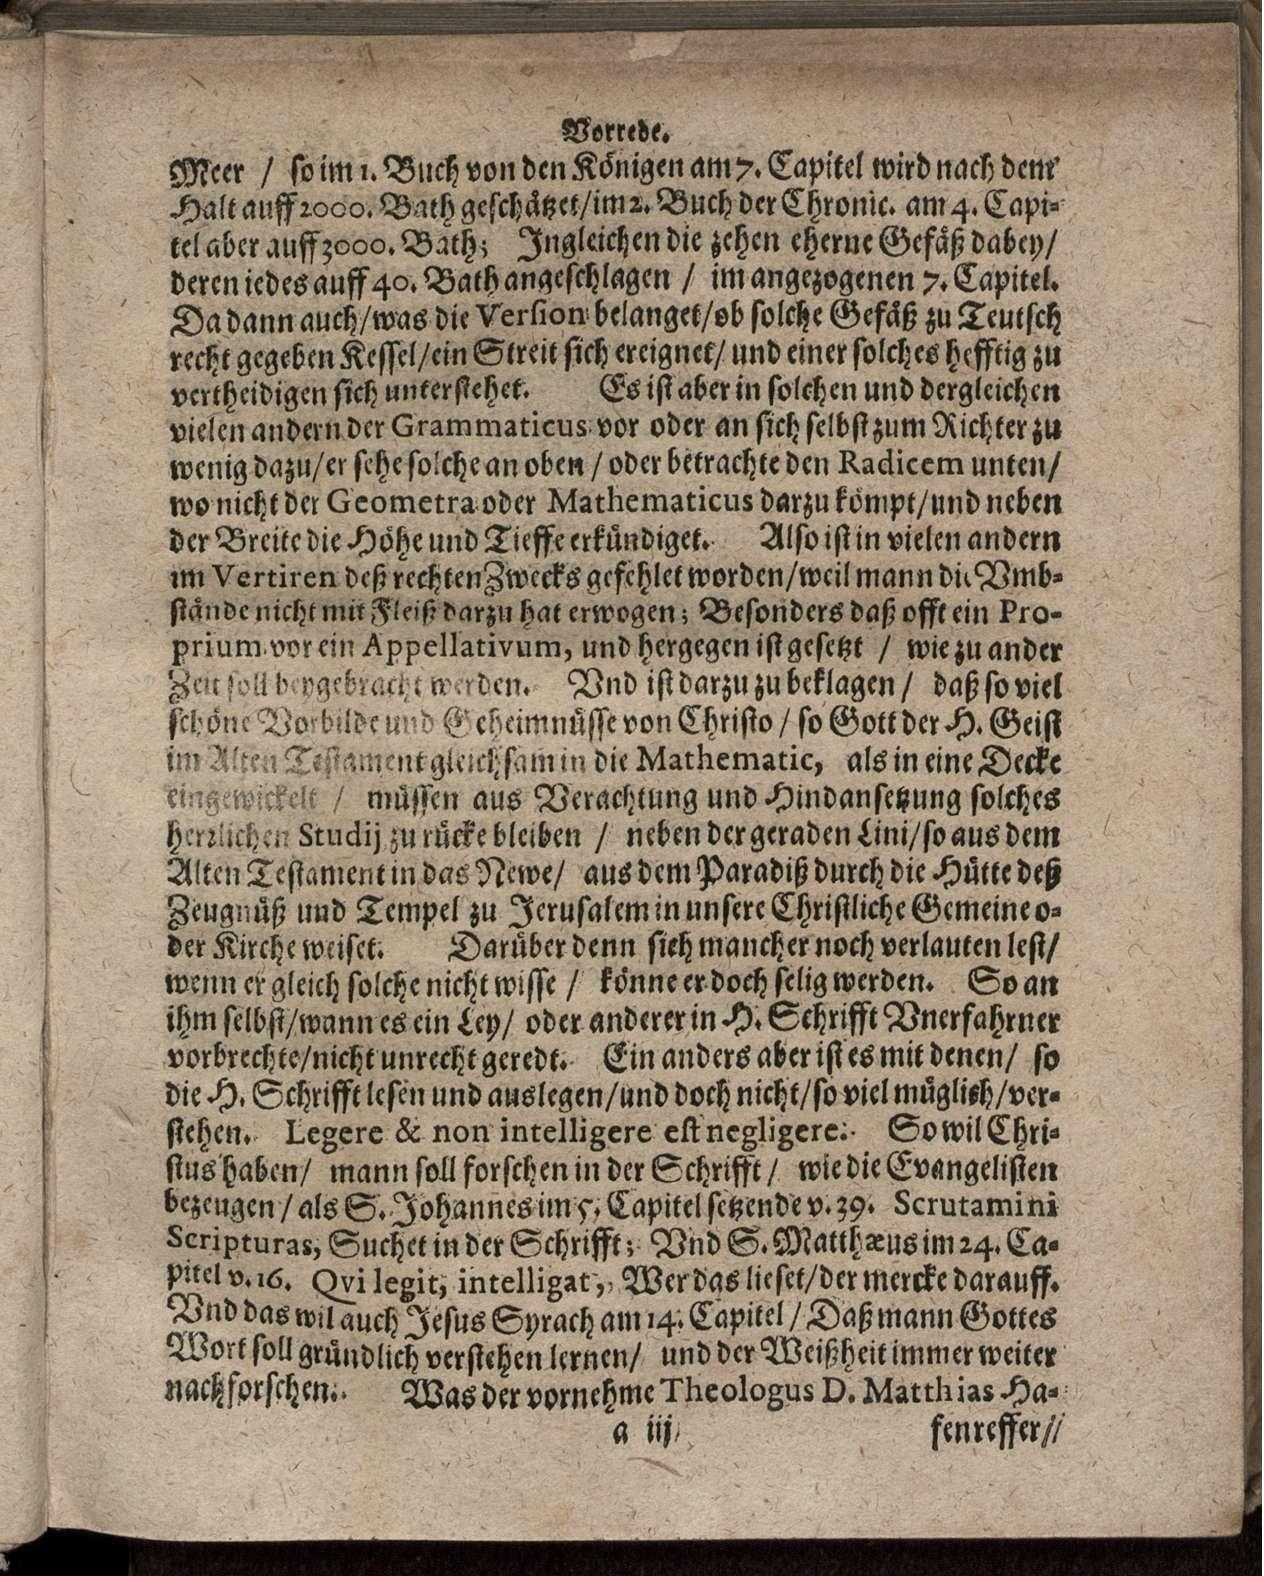 Vorrede.
Meer / so im 1. Buch von den Königen am 7. Capitel wird nach dem
Halt auff 2000. Bath geschätzet/im 2. Buch der Chronic. am 4. Capi-
tel aber auff 3000. Bath; Ingleichen die zehen eherne Gefäß dabey/
deren iedes auff 40. Bath angeschlagen / im angezogenen 7. Capitel.
Da dann auch/was die Version belanget/ob solche Gefäß zu Teutsch
recht gegeben Kessel/ein Streit sich ereignet/und einer solches hefftig zu
vertheidigen sich unterstehet. Es ist aber in solchen und dergleichen
vielen andern der Grammaticus vor oder an sich selbst zum Richter zu
wenig dazu/er sehe solche an oben / oder betrachte den Radicem unten/
wo nicht der Geometra oder Mathematicus darzu kömpt/und neben
der Breite die Höhe und Tieffe erkündiget. Also ist in vielen andern
im Vertiren deß rechten Zwecks gefehlet worden/weil mann die Vmb-
stände nicht mit Fleiß darzu hat erwogen; Besonders daß offt ein Pro-
prium vor ein Appellativum, und hergegen ist gesetzt / wie zu ander
Zeit soll beygebracht werden. Vnd ist darzu zu beklagen / daß so viel
schöne Vorbilde und Geheimnüsse von Christo / so Gott der H. Geist
im Alten Testament gleichsam in die Mathematic, als in eine Decke
eingewickelt / müssen aus Verachtung und Hindansetzung solches
herrlichen Studij zu rücke bleiben / neben der geraden Lini/so aus dem
Alten Testament in das Newe/ aus dem Paradiß durch die Hütte deß
Zeugnüß und Tempel zu Jerusalem in unsere Christliche Gemeine o-
der Kirche weiset. Darüber denn sich mancher noch verlauten lest/
wenn er gleich solche nicht wisse / könne er doch selig werden. So an
ihm selbst/wann es ein Ley/ oder anderer in H. Schrifft Vnerfahrner
vorbrechte/nicht unrecht geredt. Ein anders aber ist es mit denen/ so
die H. Schrifft lesen und auslegen/und doch nicht/so viel müglich/ver-
stehen. Legere & non intelligere est negligere. So wil Chri-
stus haben/ mann soll forschen in der Schrifft / wie die Evangelisten
bezeugen / als S. Johannes im 5. Capitel setzende v. 39. Scrutamini
Scripturas, Suchet in der Schrifft; Vnd S. Matthæus im 24. Ca-
pitel v. 16. Qvi legit, intelligat, Wer das lieset/der mercke darauff.
Vnd das wil auch Jesus Syrach am 14. Capitel / Daß mann Gottes
Wort soll gründlich verstehen lernen/ und der Weißheit immer weiter
nachforschen. Was der vornehme Theologus D. Matthias Ha-
a iij fenreffer/